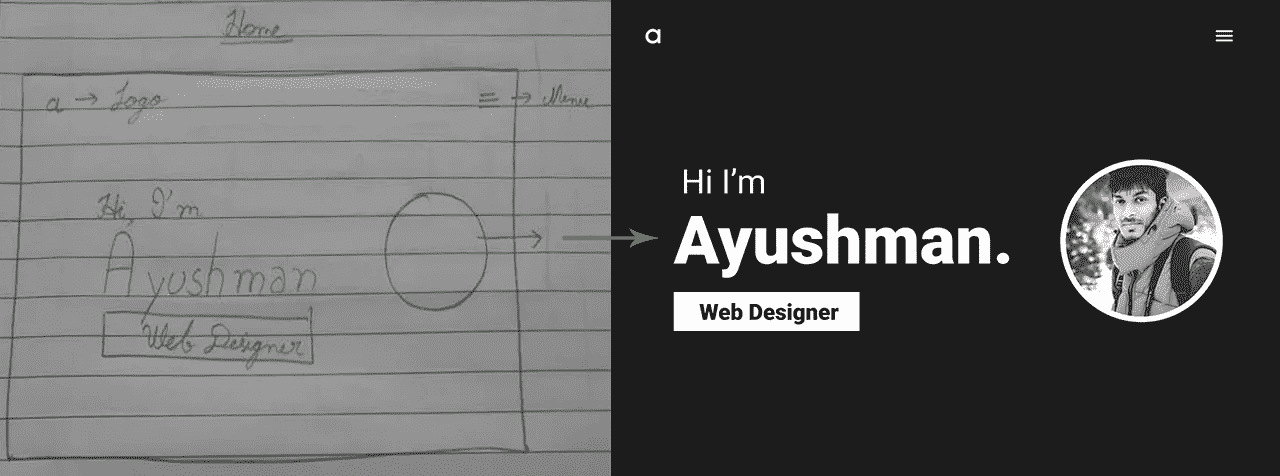 Home
a → Logo
≡ → Menu
Hi, I'm
Ayushman
Web Designer
a
Hi I’m
Ayushman.
Web Designer